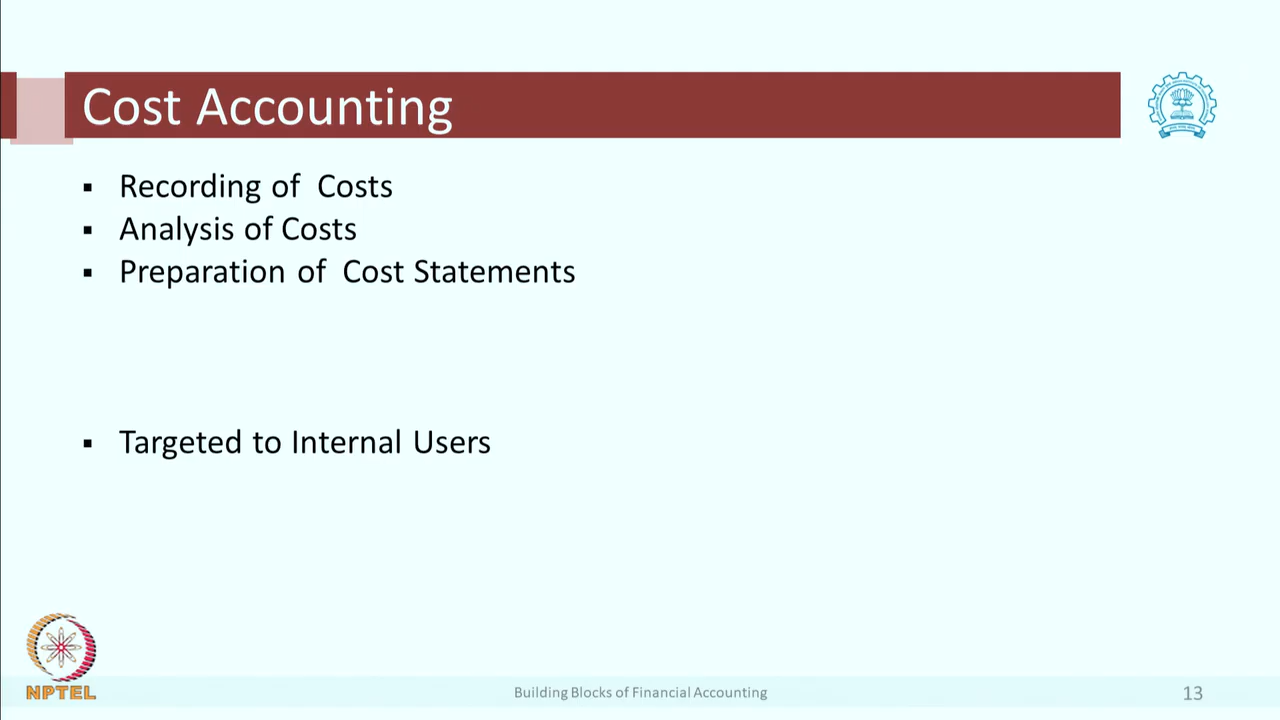 Cost Accounting
▪ Recording of Costs
▪ Analysis of Costs
▪ Preparation of Cost Statements
▪ Targeted to Internal Users
NPTEL
Building Blocks of Financial Accounting
13